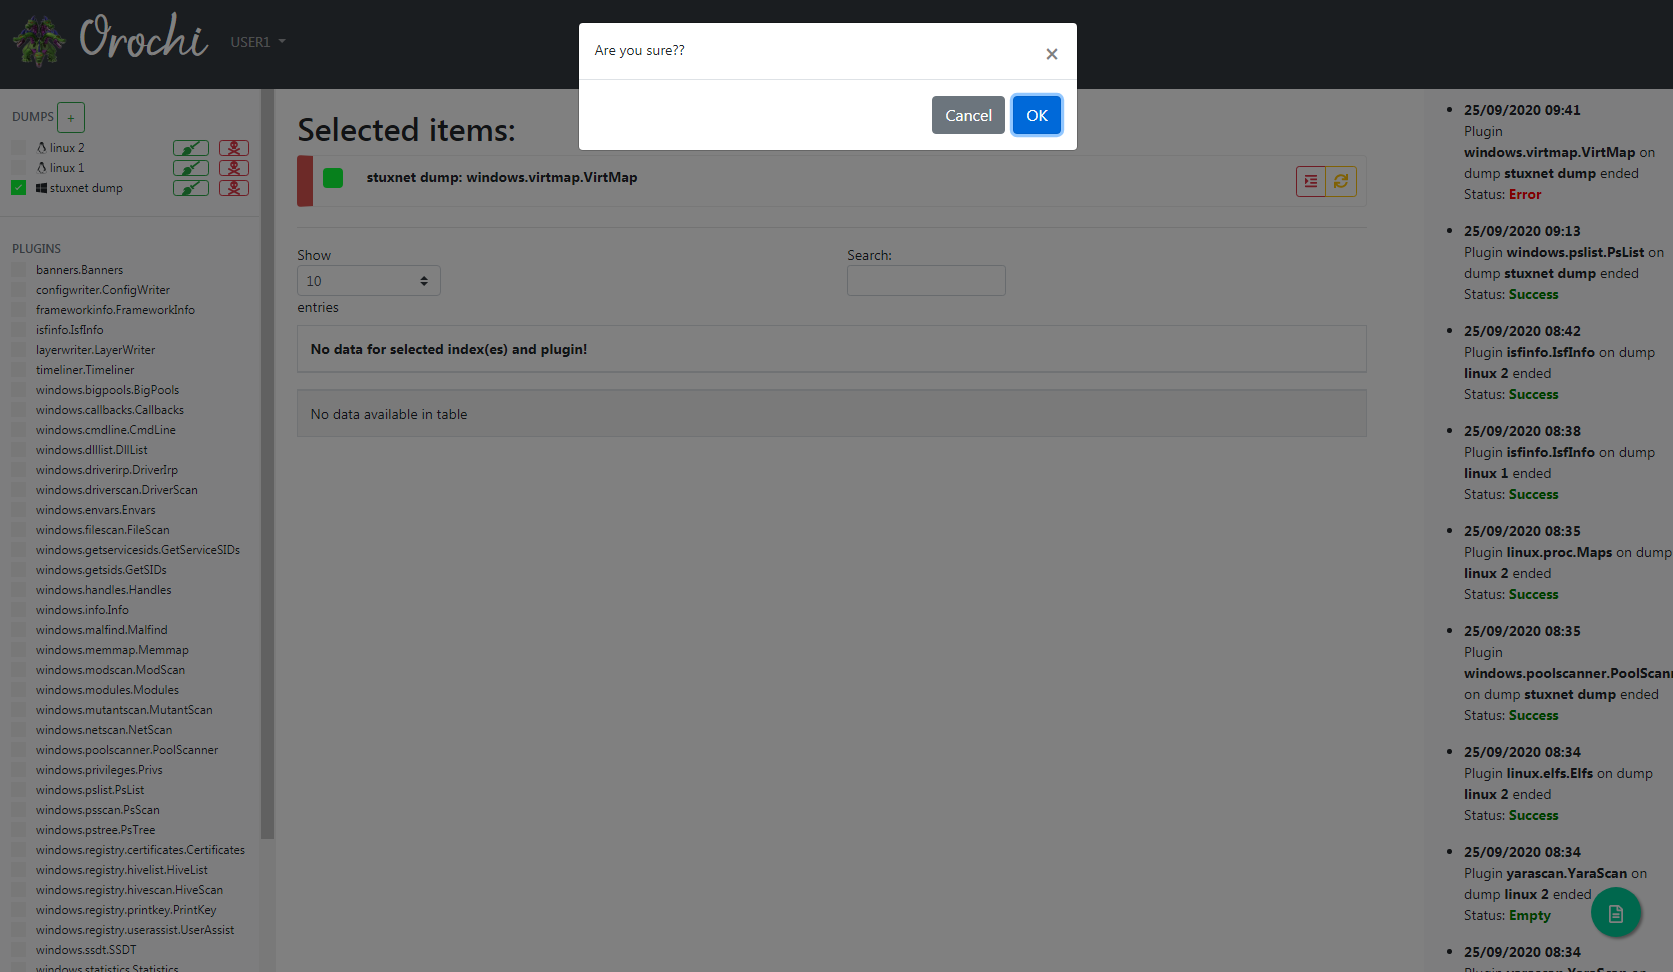 Orochi
USER1
Are you sure??
×
Cancel
OK
DUMPS
+
linux 2
linux 1
stuxnet dump
PLUGINS
banners.Banners
configwriter.ConfigWriter
frameworkinfo.FrameworkInfo
isfinfo.IsfInfo
layerwriter.LayerWriter
timeliner.Timeliner
windows.bigpools.BigPools
windows.callbacks.Callbacks
windows.cmdline.CmdLine
windows.dlllist.DllList
windows.driverirp.DriverIrp
windows.driverscan.DriverScan
windows.envars.Envars
windows.filescan.FileScan
windows.getservicesids.GetServiceSIDs
windows.getsids.GetSIDs
windows.handles.Handles
windows.info.Info
windows.malfind.Malfind
windows.memmap.Memmap
windows.modscan.ModScan
windows.modules.Modules
windows.mutantscan.MutantScan
windows.netscan.NetScan
windows.poolscanner.PoolScanner
windows.privileges.Privs
windows.pslist.PsList
windows.psscan.PsScan
windows.pstree.PsTree
windows.registry.certificates.Certificates
windows.registry.hivelist.HiveList
windows.registry.hivescan.HiveScan
windows.registry.printkey.PrintKey
windows.registry.userassist.UserAssist
windows.ssdt.SSDT
windows.statistics.Statistics
Selected items:
stuxnet dump: windows.virtmap.VirtMap
Show
10
entries
Search:
No data for selected index(es) and plugin!
No data available in table
25/09/2020 09:41
Plugin
windows.virtmap.VirtMap on
dump stuxnet dump ended
Status: Error
25/09/2020 09:13
Plugin windows.pslist.PsList on
dump stuxnet dump ended
Status: Success
25/09/2020 08:42
Plugin isfinfo.IsfInfo on dump
linux 2 ended
Status: Success
25/09/2020 08:38
Plugin isfinfo.IsfInfo on dump
linux 1 ended
Status: Success
25/09/2020 08:35
Plugin linux.proc.Maps on dump
linux 2 ended
Status: Success
25/09/2020 08:35
Plugin
windows.poolscanner.PoolScann
on dump stuxnet dump ended
Status: Success
25/09/2020 08:34
Plugin linux.elfs.Elfs on dump
linux 2 ended
Status: Success
25/09/2020 08:34
Plugin yarascan.YaraScan on
dump linux 2 ended
Status: Empty
25/09/2020 08:34
Plugin yarascan.YaraScan on